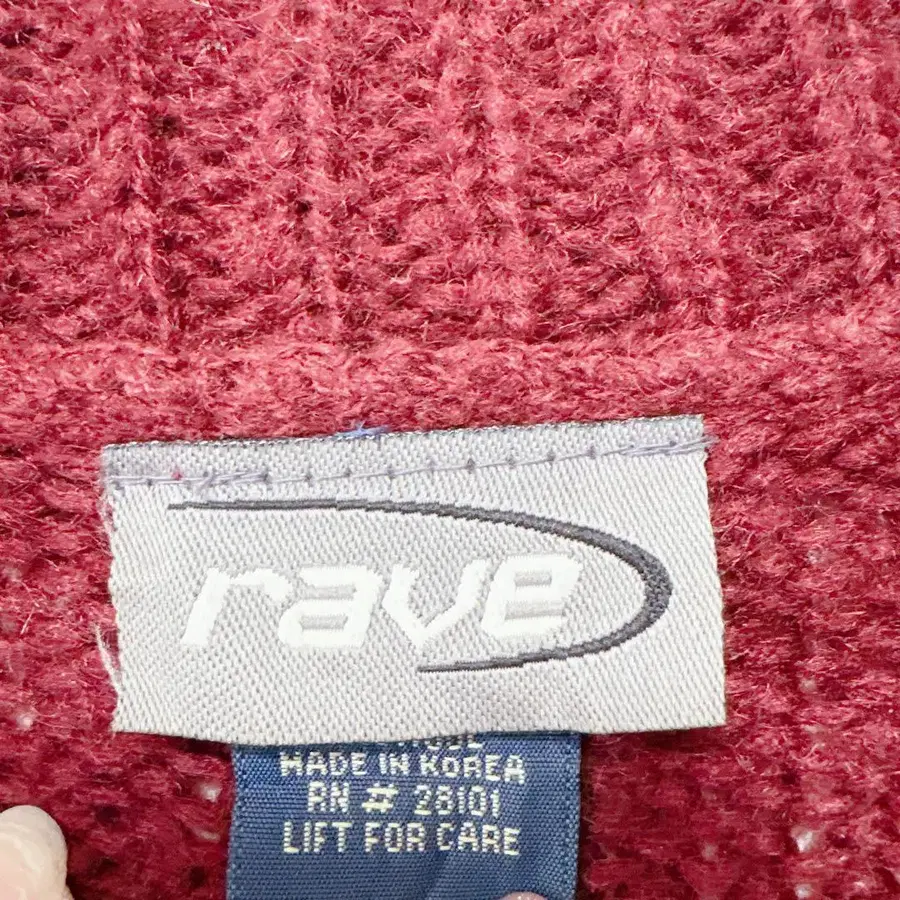 rave
MADE IN KOREA
RN # 28101
LIFT FOR CARE